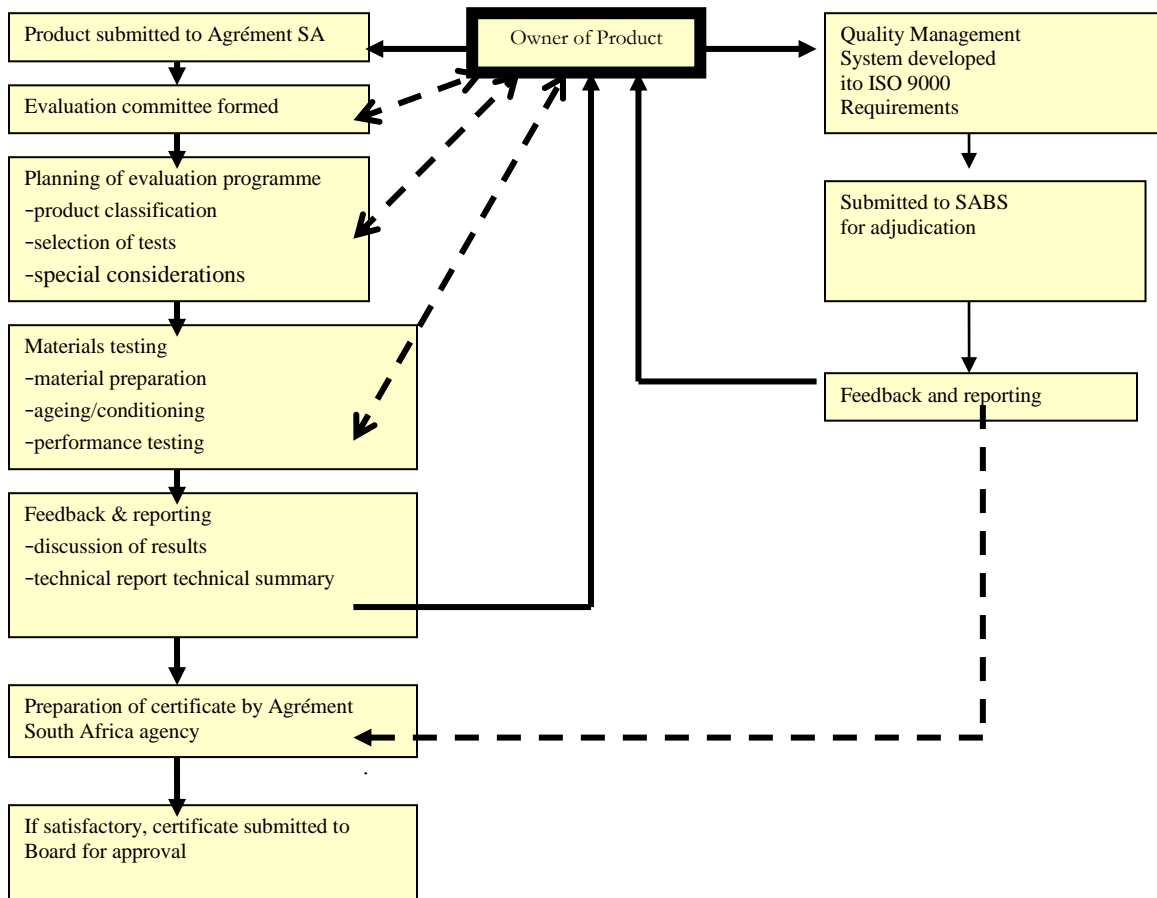 Product submitted to Agrément SA
Owner of Product
Quality Management
System developed
ito ISO 9000
Requirements
Evaluation committee formed
Planning of evaluation programme
-product classification
-selection of tests
-special considerations
Submitted to SABS
for adjudication
Materials testing
-material preparation
-ageing/conditioning
-performance testing
Feedback and reporting
Feedback & reporting
-discussion of results
-technical report technical summary
Preparation of certificate by Agrément
South Africa agency
.
If satisfactory, certificate submitted to
Board for approval